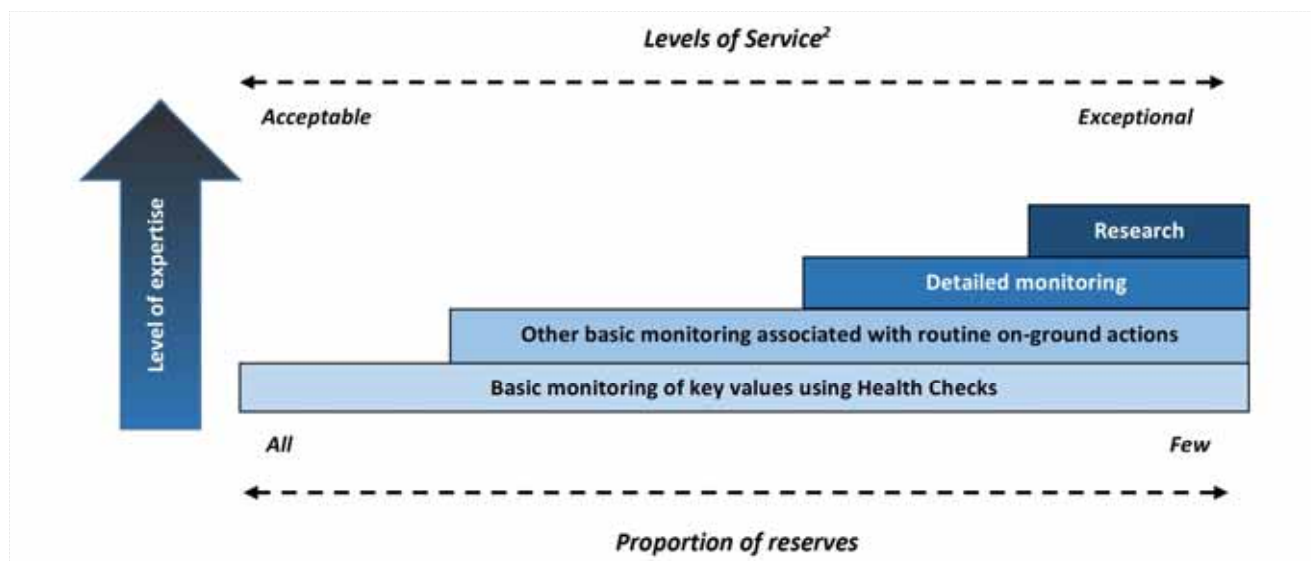 Levels of Service²
Acceptable
Exceptional
Level of expertise
Research
Detailed monitoring
Other basic monitoring associated with routine on-ground actions
Basic monitoring of key values using Health Checks
All
Few
Proportion of reserves